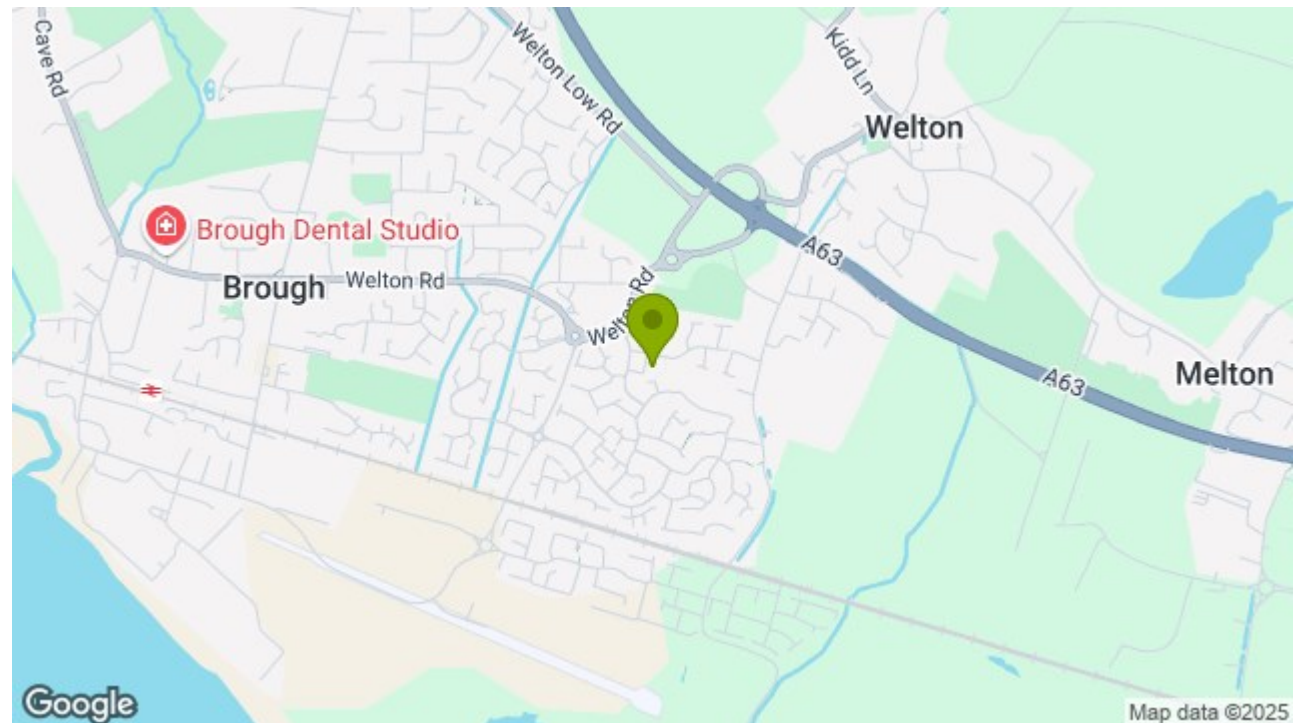 Cave Rd
Welton Low Rd
Kidd Ln
Welton
Brough Dental Studio
A63
Brough
Welton Rd
Welton Rd
A63
Melton
Google
Map data ©2025